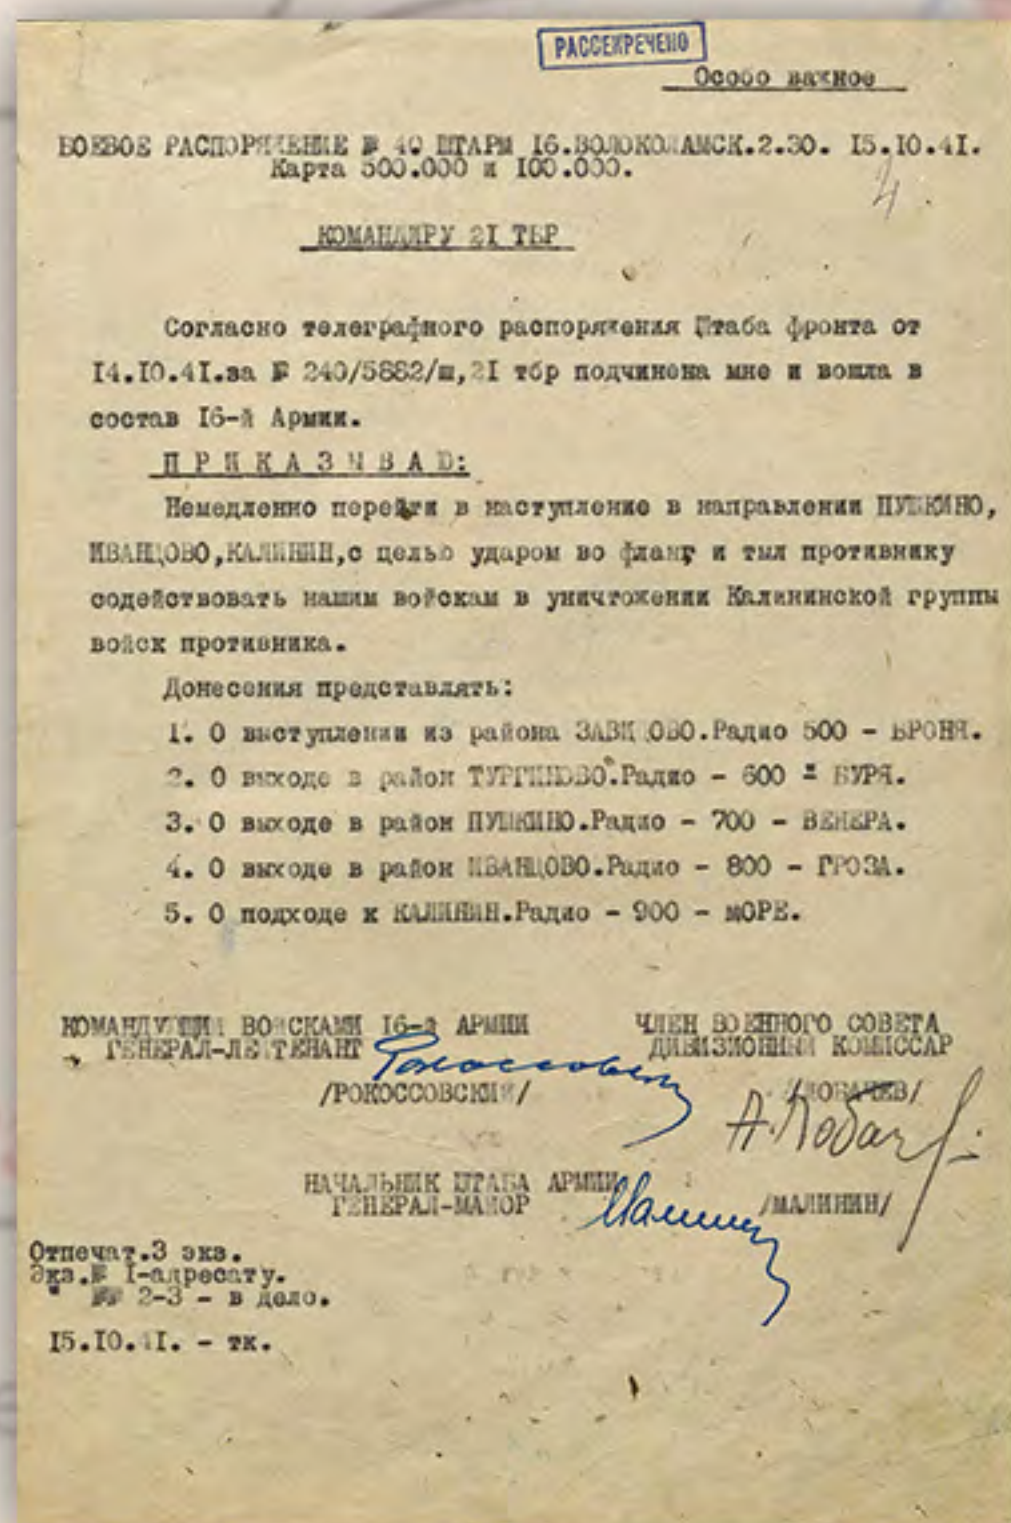 РАССЕКРЕЧЕНО
Особо важное
БОЕВОЕ РАСПОРЯЖЕНИЕ № 40 ШТАРМ 16.ВОЛОКОЛАМСК.2.30. 15.10.41.
Карта 500.000 и 100.000.
4.
КОМАНДИРУ 21 ТБР
Согласно телеграфного распоряжения Штаба фронта от
14.10.41.за № 240/5882/ш,21 тбр подчинена мне и вошла в
состав 16-й Армии.
П Р И К А З Ы В А Ю:
Немедленно перейти в наступление в направлении ПУШКИНО,
ИВАНЦОВО,КАЛИНИН,с целью ударом во фланг и тыл противнику
содействовать нашим войскам в уничтожении Калининской группы
войск противника.
Донесения представлять:
1. О выступлении из района ЗАВИДОВО.Радио 500 - БРОНЯ.
2. О выходе в район ТУРГИНОВО.Радио - 600 - БУРЯ.
3. О выходе в район ПУШКИНО.Радио - 700 - ВЕНЕРА.
4. О выходе в район ИВАНЦОВО.Радио - 800 - ГРОЗА.
5. О подходе к КАЛИНИН.Радио - 900 - МОРЕ.
КОМАНДУЮЩИЙ ВОЙСКАМИ 16-й АРМИИ ЧЛЕН ВОЕННОГО СОВЕТА
ГЕНЕРАЛ-ЛЕЙТЕНАНТ Рокоссовский ДИВИЗИОННЫЙ КОМИССАР
/РОКОССОВСКИЙ/ /ЛОБАЧЕВ/
А.Лобачев
НАЧАЛЬНИК ШТАБА АРМИИ
ГЕНЕРАЛ-МАЙОР Малинин /МАЛИНИН/
Отпечат.3 экз.
Экз.№ 1-адресату.
" №№ 2-3 - в дело.
15.10.41. - тк.